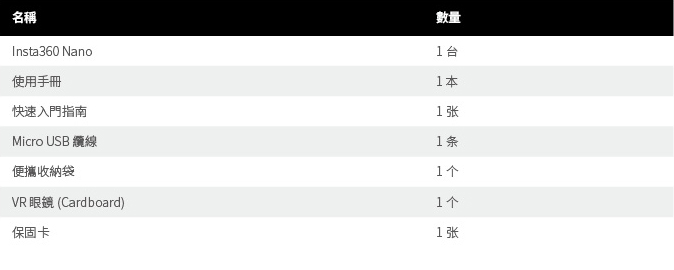 名稱 數量
Insta360 Nano 1 台
使用手冊 1 本
快速入門指南 1 张
Micro USB 纜線 1 条
便攜收納袋 1 个
VR 眼鏡 (Cardboard) 1 个
保固卡 1 张